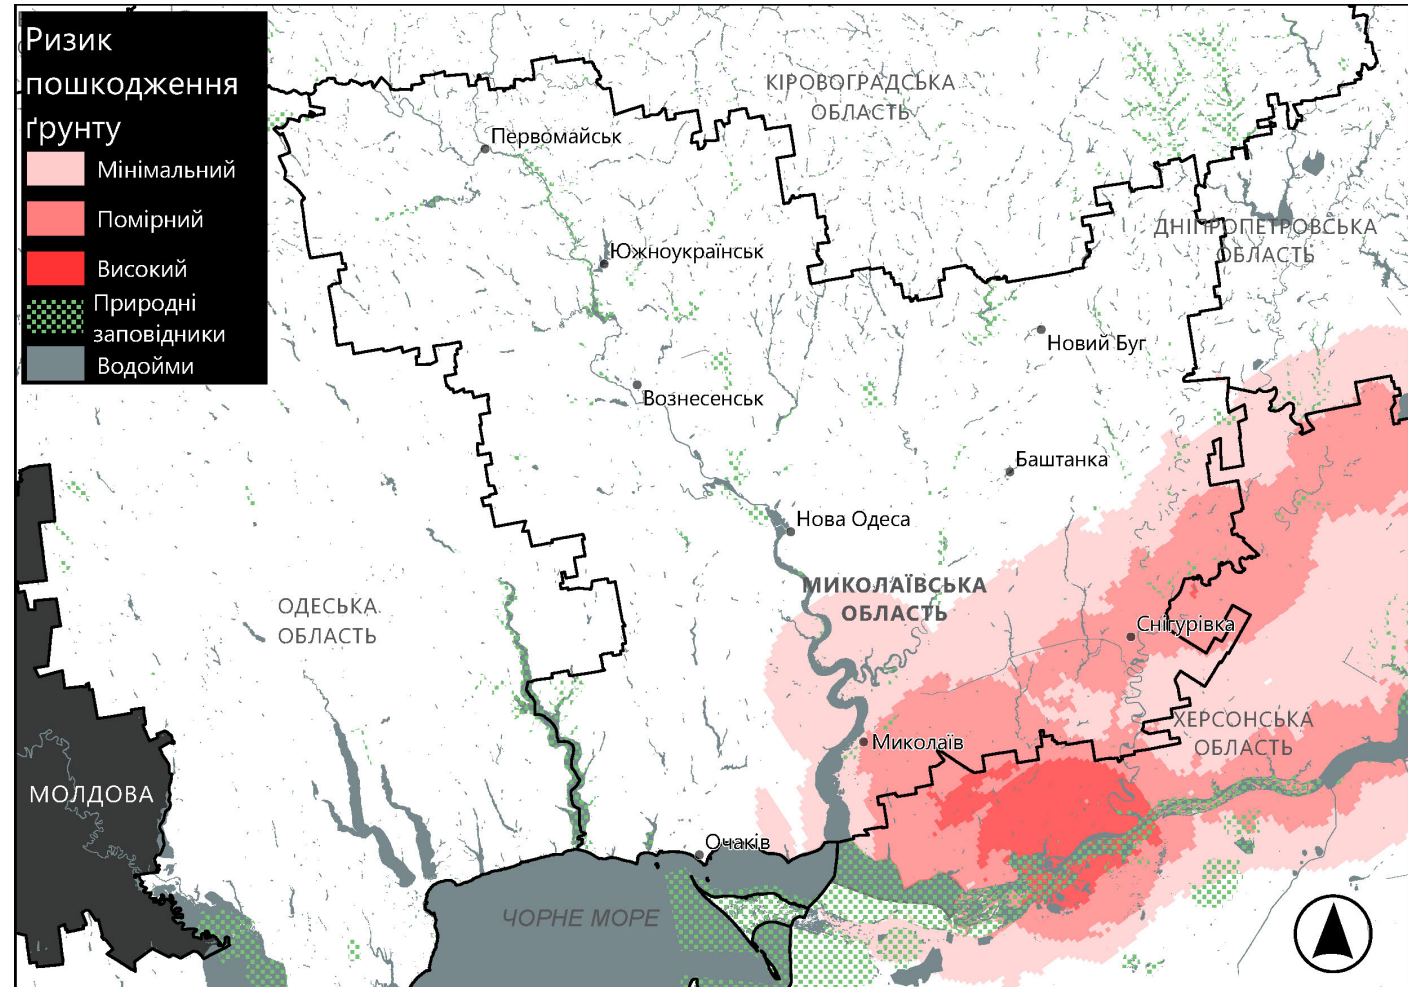 Ризик
пошкодження
ґрунту
Мінімальний
Помірний
Високий
Природні
заповідники
Водойми
КІРОВОГРАДСЬКА
ОБЛАСТЬ
Первомайськ
ДНІПРОПЕТРОВСЬКА
ОБЛАСТЬ
Южноукраїнськ
Новий Буг
Вознесенськ
Баштанка
Нова Одеса
МИКОЛАЇВСЬКА
ОБЛАСТЬ
ОДЕСЬКА
ОБЛАСТЬ
Снігурівка
ХЕРСОНСЬКА
ОБЛАСТЬ
Миколаїв
МОЛДОВА
Очаків
ЧОРНЕ МОРЕ